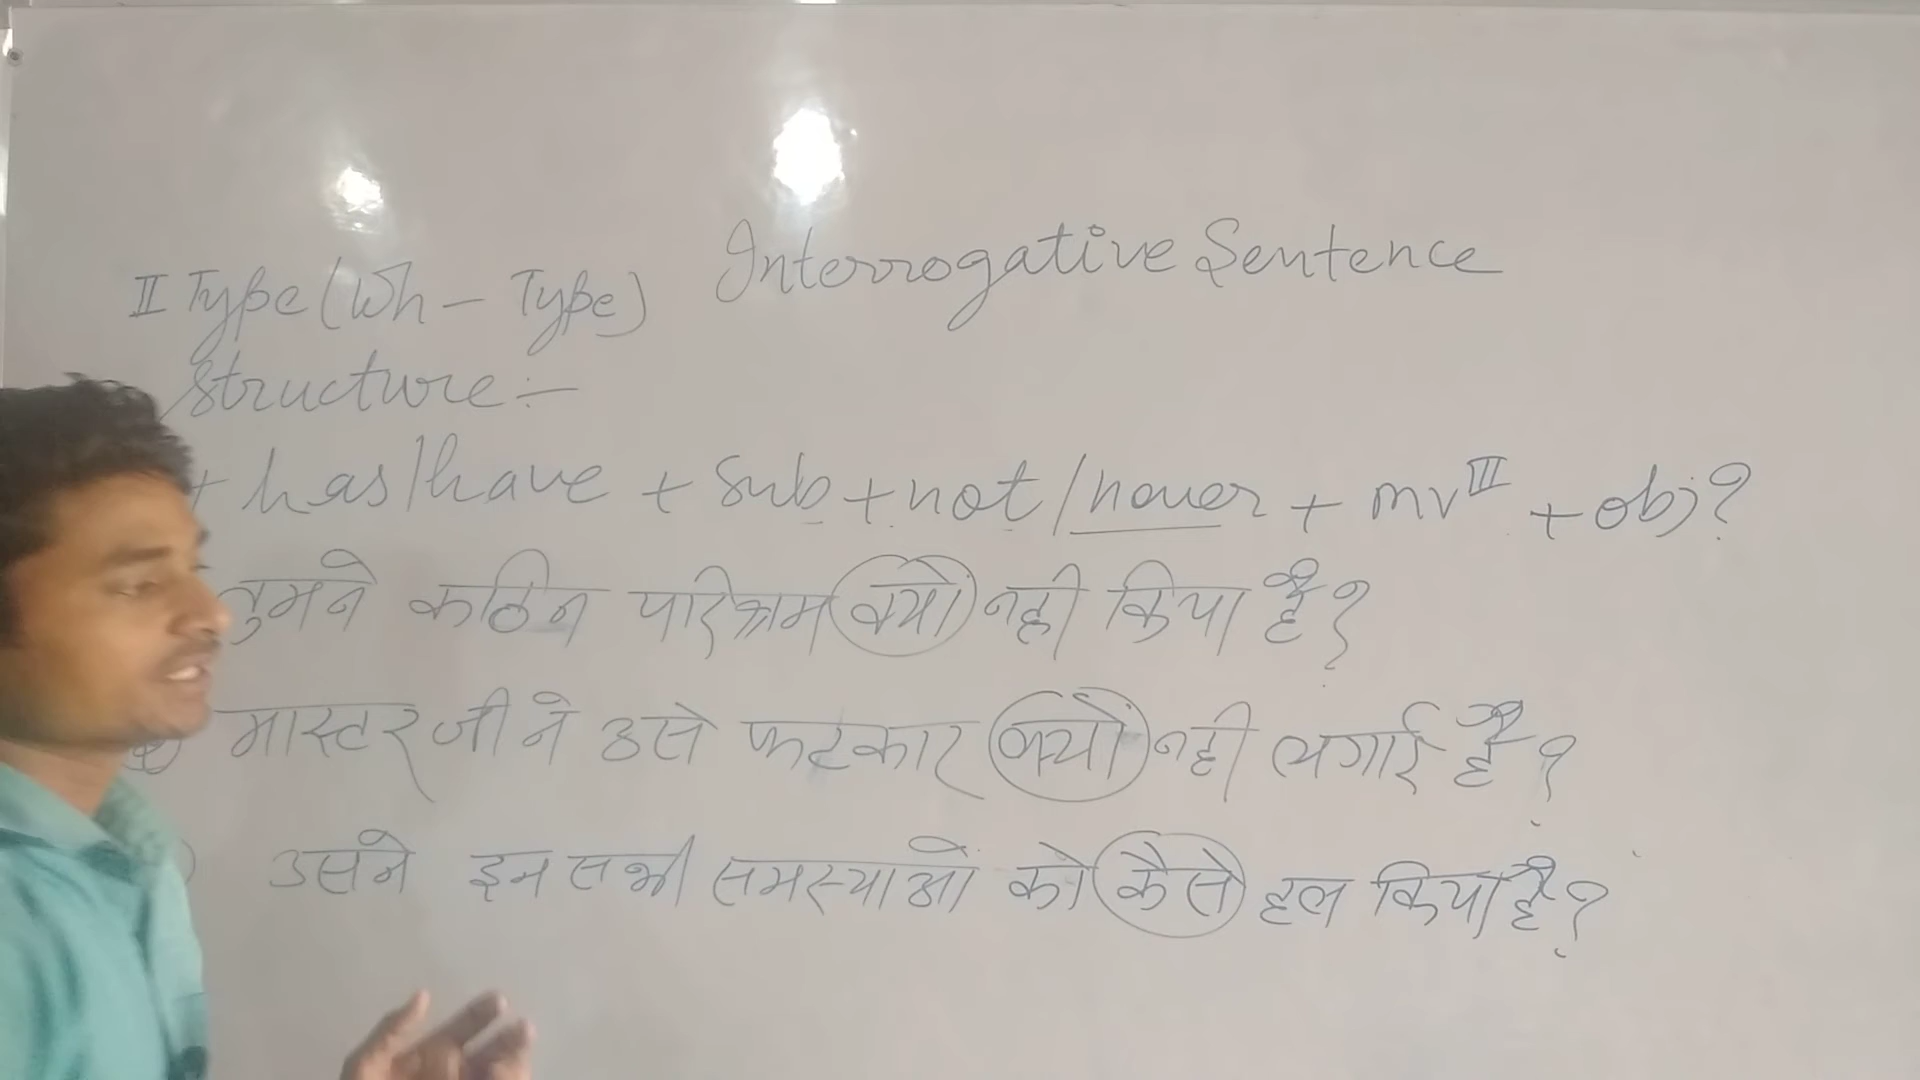 Interrogative Sentence
II Type (Wh - Type)
Structure:-
+ has/have + Sub + not/never + mv III + obj?
तुमने कठिन परिश्रम क्यों नही किया है?
मास्टर जी ने उसे फटकार क्यों नही लगाई है?
उसने इन सभी समस्याओं को कैसे हल किया है?